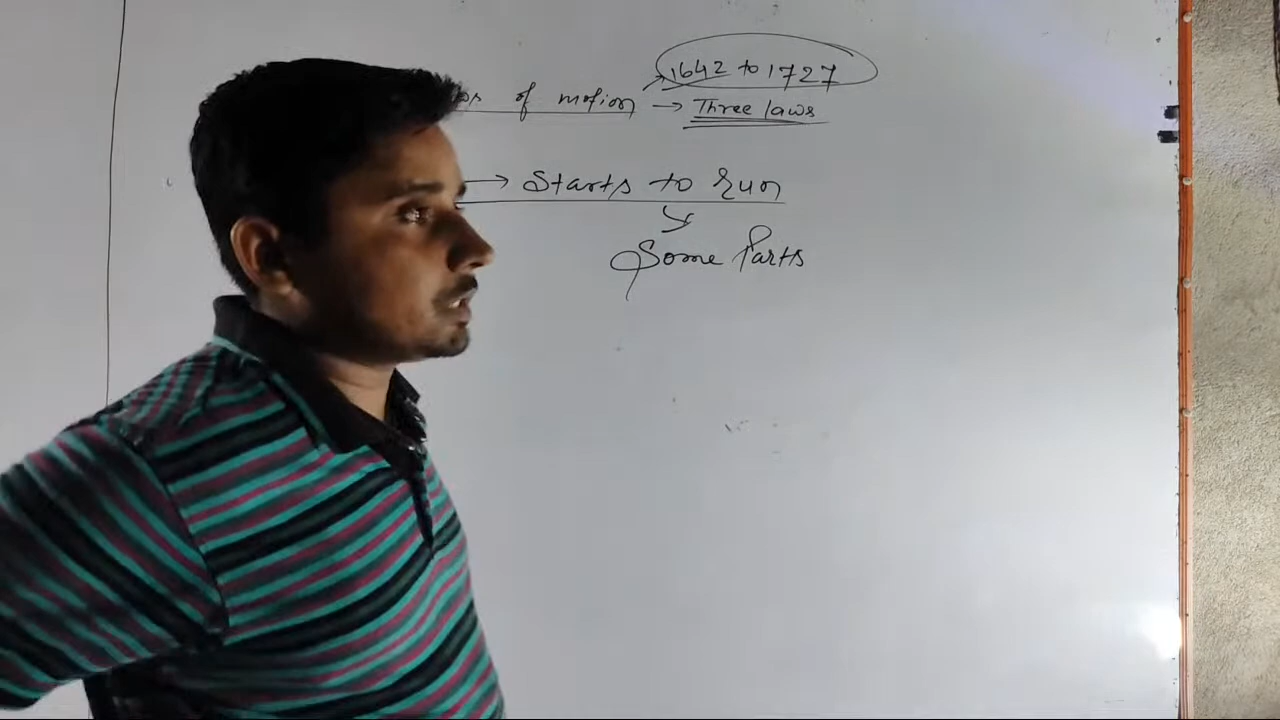 1642 to 1727
of motion → Three laws
→ Starts to run
Some Parts